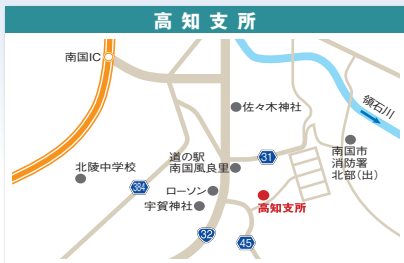 高知支所
南国IC
佐々木神社
領石川
南国市
消防署
北部(出)
道の駅
南国風良里
31
北陵中学校
384
ローソン
宇賀神社
高知支所
32
45